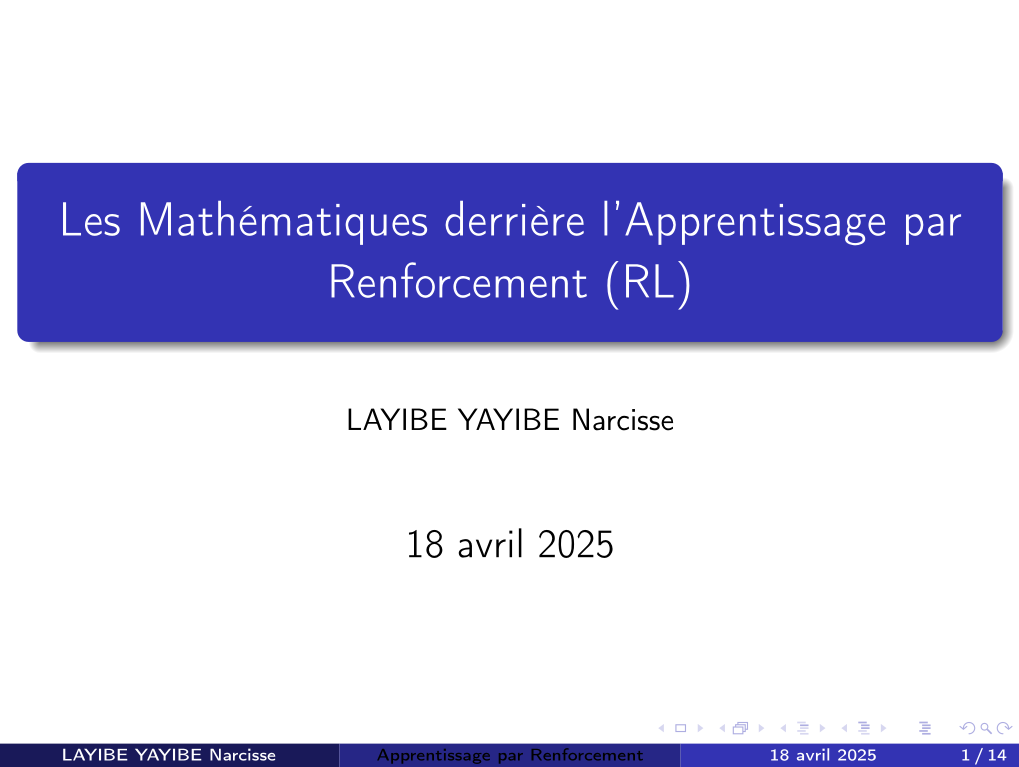 Les Mathématiques derrière l'Apprentissage par
Renforcement (RL)
LAYIBE YAYIBE Narcisse
18 avril 2025
LAYIBE YAYIBE Narcisse Apprentissage par Renforcement 18 avril 2025 1 / 14